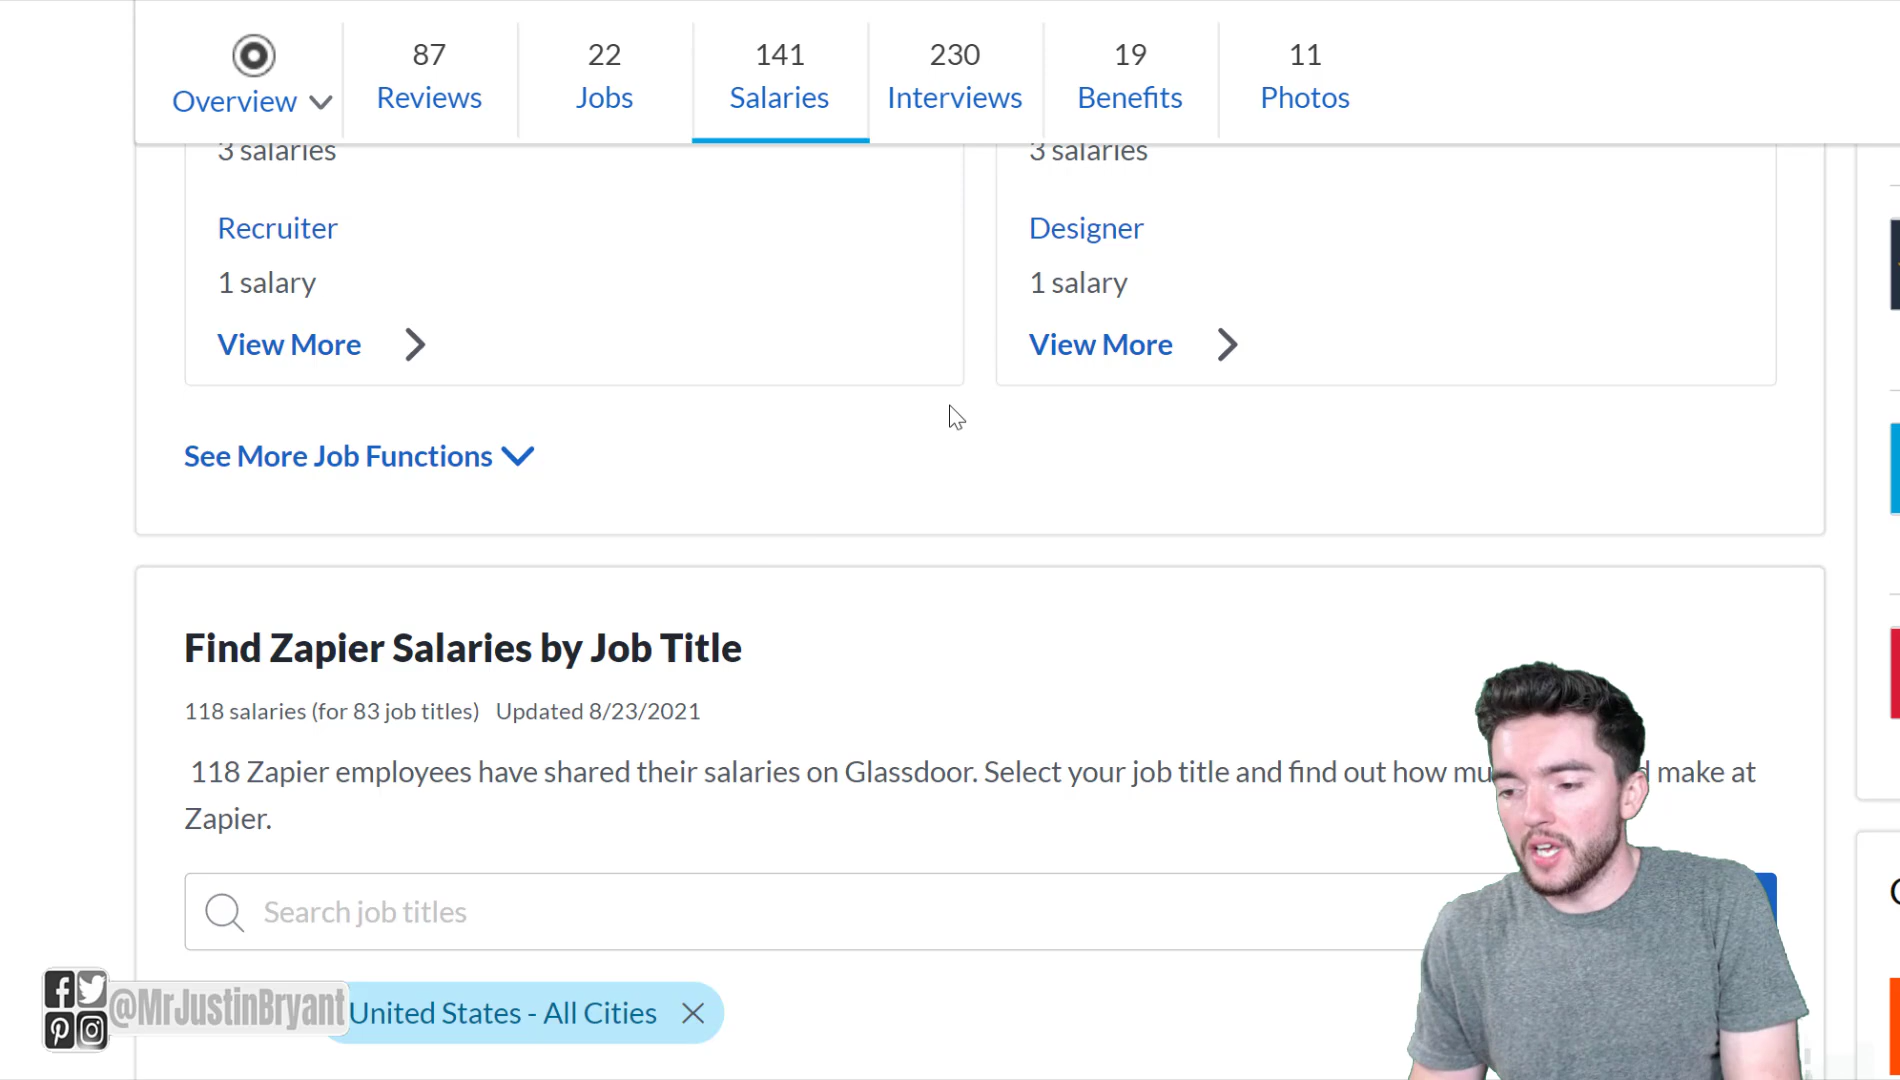 87
22
141
230
19
11
Overview
Reviews
Jobs
Salaries
Interviews
Benefits
Photos
3 salaries
3 salaries
Recruiter
Designer
1 salary
1 salary
View More
View More
See More Job Functions
Find Zapier Salaries by Job Title
118 salaries (for 83 job titles) Updated 8/23/2021
118 Zapier employees have shared their salaries on Glassdoor. Select your job title and find out how make at
Zapier.
Search job titles
@MrJustinBryant
United States - All Cities